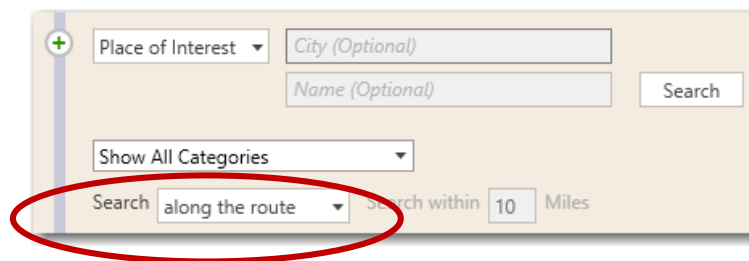 Place of Interest City (Optional)
Name (Optional) Search
Show All Categories
Search along the route Search within 10 Miles